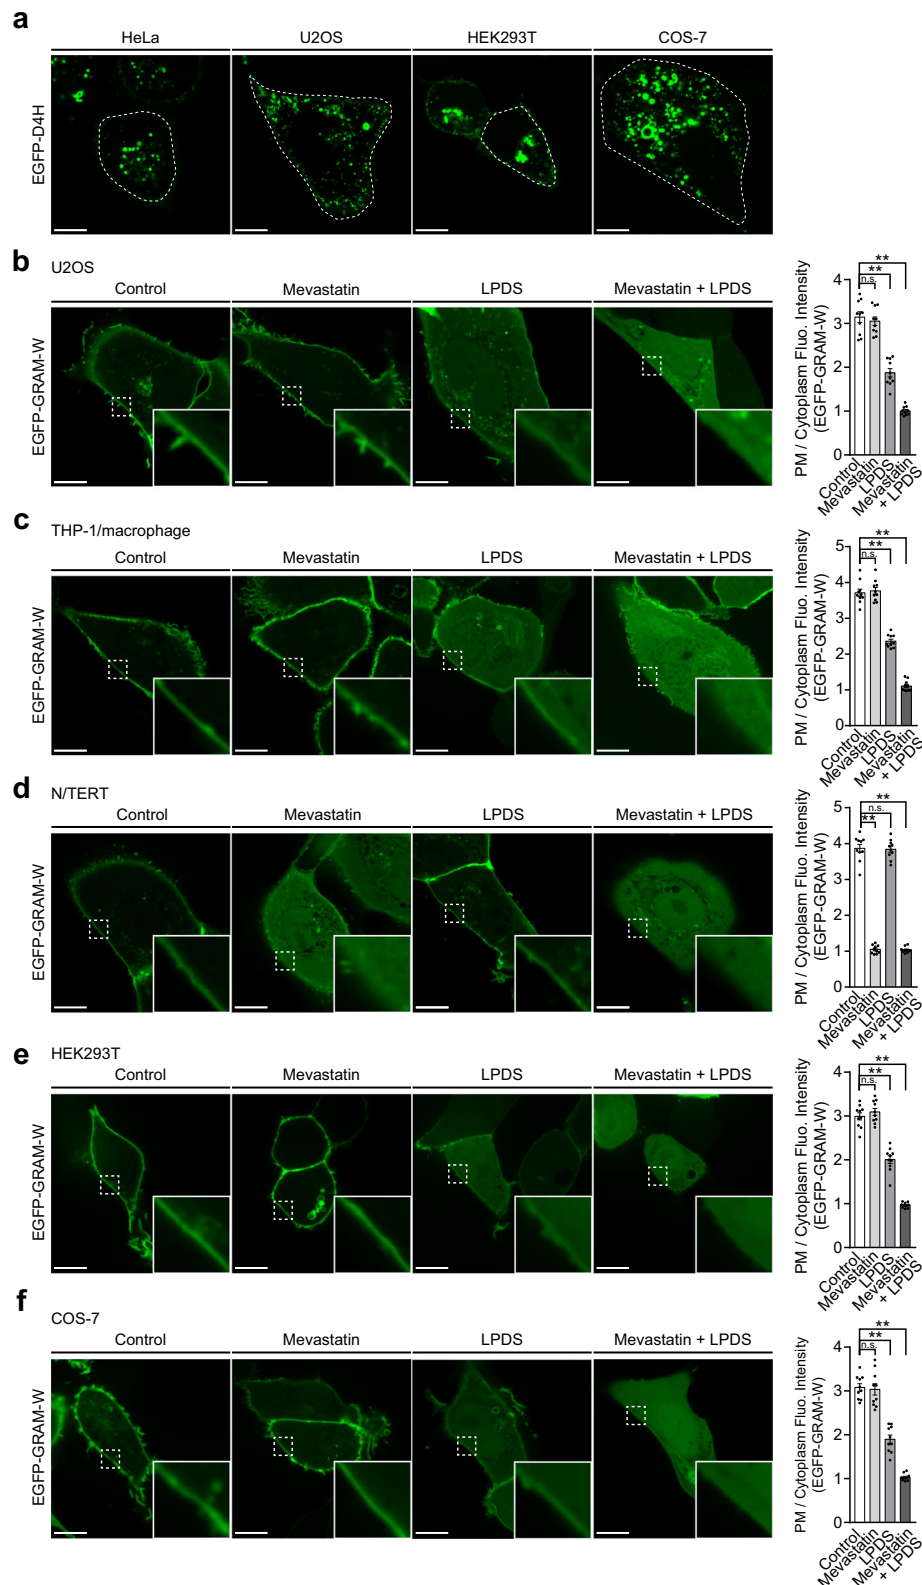 a
HeLa U2OS HEK293T COS-7
EGFP-D4H
b
U2OS
Control Mevastatin LPDS Mevastatin + LPDS
EGFP-GRAM-W
PM / Cytoplasm Fluo. Intensity
(EGFP-GRAM-W)
**
**
n.s.
4
3
2
1
0
Control
Mevastatin
LPDS
Mevastatin
+ LPDS
c
THP-1/macrophage
Control Mevastatin LPDS Mevastatin + LPDS
EGFP-GRAM-W
PM / Cytoplasm Fluo. Intensity
(EGFP-GRAM-W)
**
**
n.s.
5
4
3
2
1
0
Control
Mevastatin
LPDS
Mevastatin
+ LPDS
d
N/TERT
Control Mevastatin LPDS Mevastatin + LPDS
EGFP-GRAM-W
PM / Cytoplasm Fluo. Intensity
(EGFP-GRAM-W)
**
n.s.
**
5
4
3
2
1
0
Control
Mevastatin
LPDS
Mevastatin
+ LPDS
e
HEK293T
Control Mevastatin LPDS Mevastatin + LPDS
EGFP-GRAM-W
PM / Cytoplasm Fluo. Intensity
(EGFP-GRAM-W)
**
**
n.s.
4
3
2
1
0
Control
Mevastatin
LPDS
Mevastatin
+ LPDS
f
COS-7
Control Mevastatin LPDS Mevastatin + LPDS
EGFP-GRAM-W
PM / Cytoplasm Fluo. Intensity
(EGFP-GRAM-W)
**
**
n.s.
4
3
2
1
0
Control
Mevastatin
LPDS
Mevastatin
+ LPDS